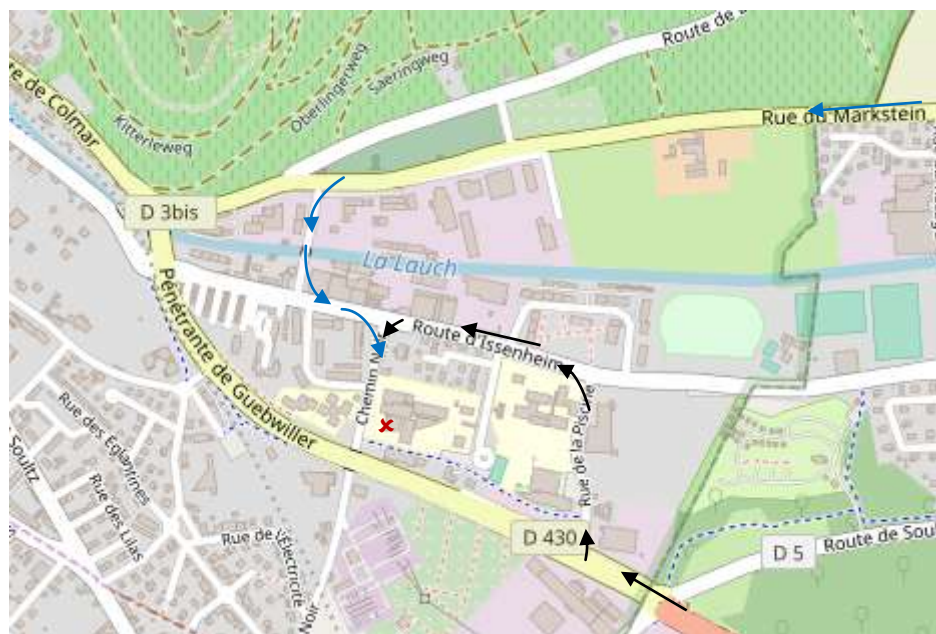 Route de
Rue du Markstein
re de Colmar
Kitterleweg
Oberlingerweg
Saeringweg
D 3bis
La Lauch
Pénétrante de Guebwiller
Route d'Issenheim
Chemin N
Rue de la Piscine
Rue des Eglantines
Soultz
Rue des Lilas
Rue de l'Électricité
Noir
D 430
D 5
Route de Soul